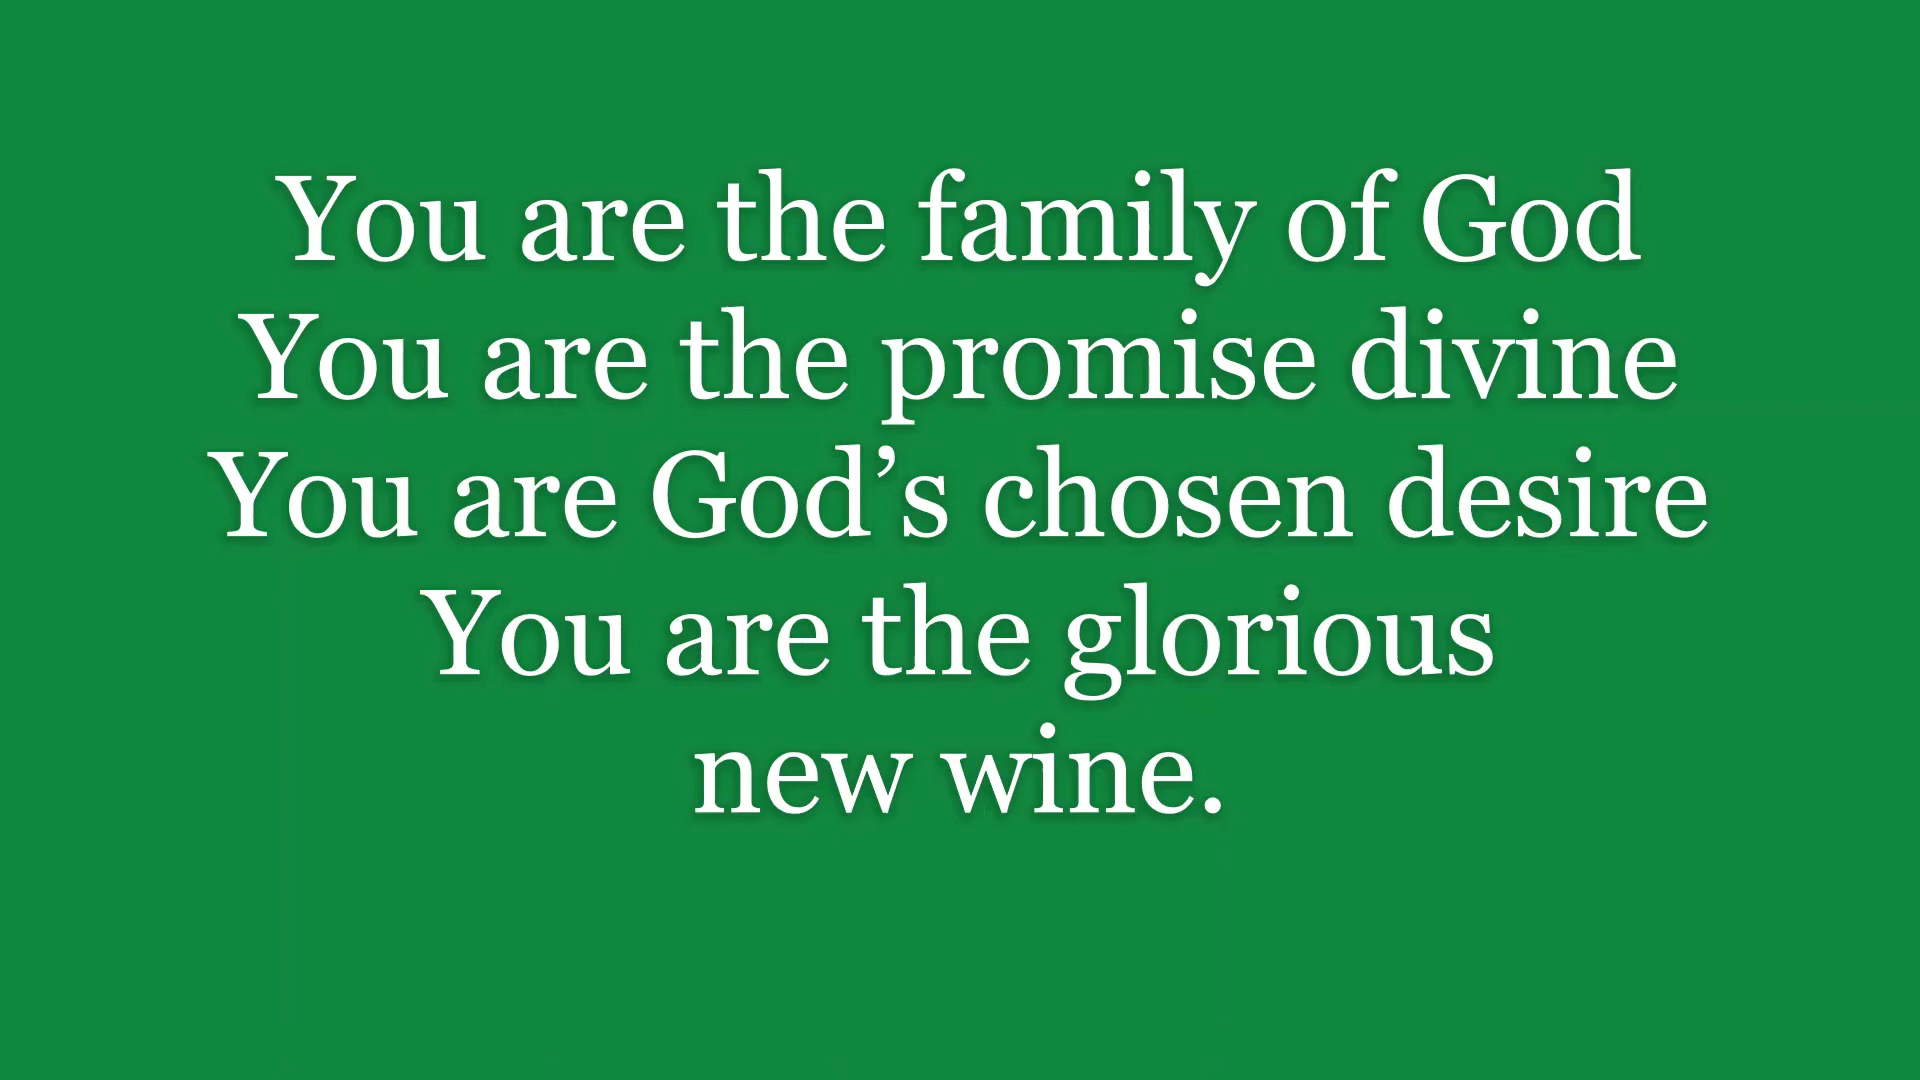 You are the family of God
You are the promise divine
You are God’s chosen desire
You are the glorious
new wine.